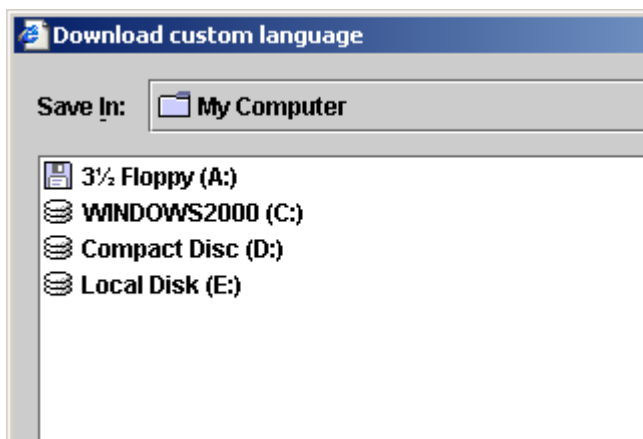 Download custom language
Save In: My Computer
3½ Floppy (A:)
WINDOWS2000 (C:)
Compact Disc (D:)
Local Disk (E:)